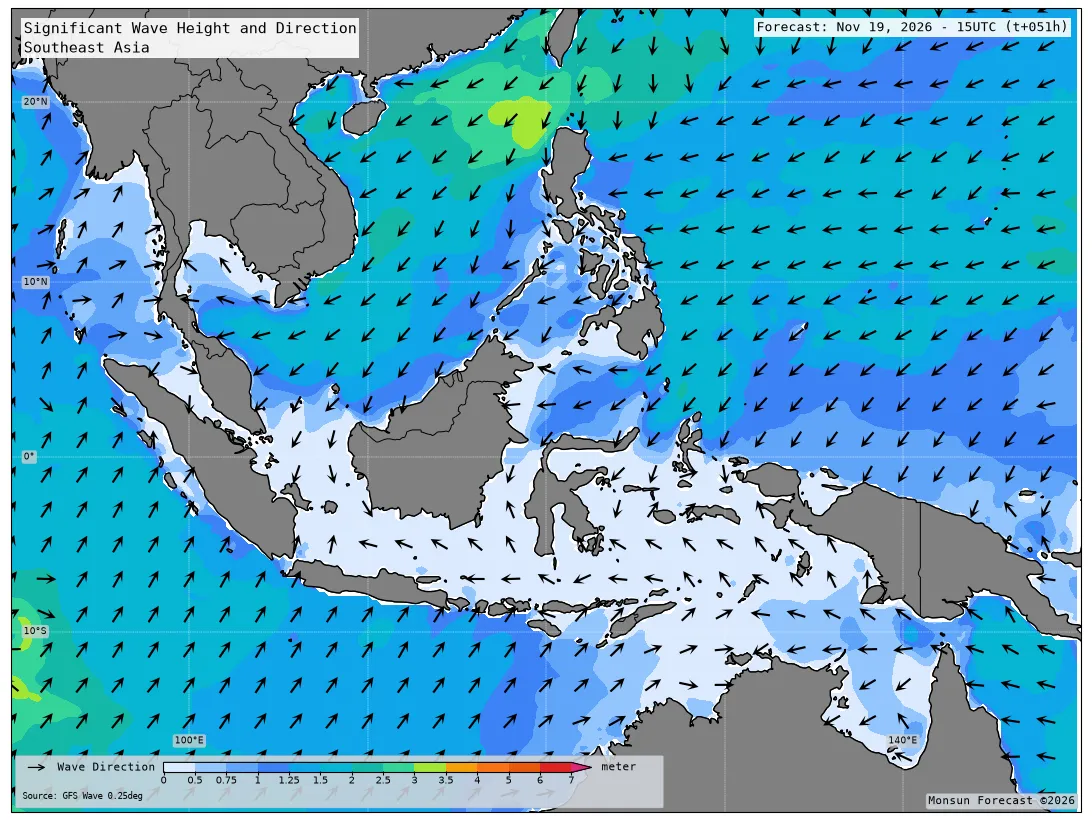 Significant Wave Height and Direction
Southeast Asia
Forecast: Nov 19, 2026 - 15UTC (t+051h)
20°N
10°N
0°
10°S
100°E
140°E
Wave Direction
0 0.5 0.75 1 1.25 1.5 2 2.5 3 3.5 4 5 6 7
meter
Source: GFS Wave 0.25deg
Monsun Forecast ©2026